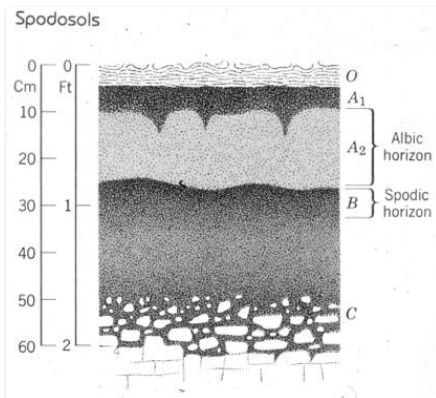 Spodosols
0 0
Cm Ft
O
A1
10
Albic
horizon
20
A2
1
30
B
Spodic
horizon
40
50
C
60 2